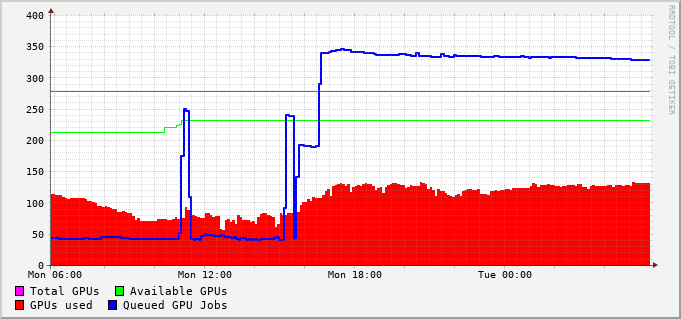 400
350
300
250
200
150
100
50
0
Mon 06:00 Mon 12:00 Mon 18:00 Tue 00:00
Total GPUs Available GPUs
GPUs used Queued GPU Jobs
RRDTOOL / TOBI OETIKER